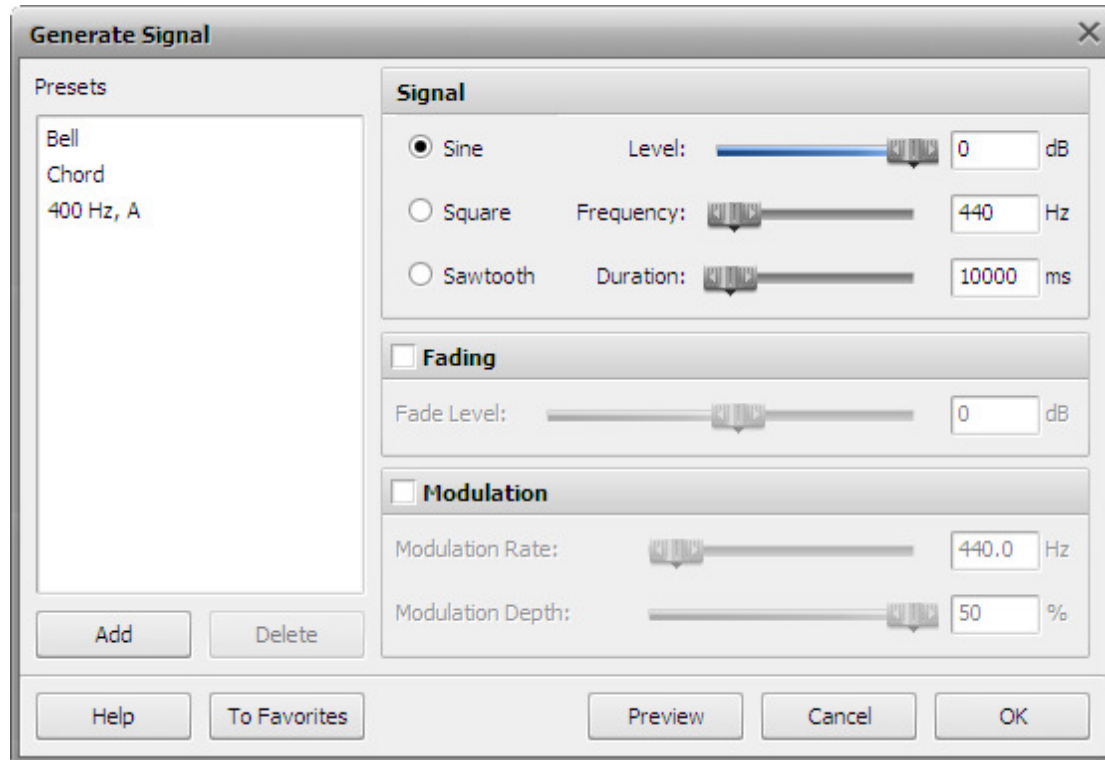 Generate Signal
Presets
Bell
Chord
400 Hz, A
Add
Delete
Signal
Sine
Level:
0
dB
Square
Frequency:
440
Hz
Sawtooth
Duration:
10000
ms
Fading
Fade Level:
0
dB
Modulation
Modulation Rate:
440.0
Hz
Modulation Depth:
50
%
Help
To Favorites
Preview
Cancel
OK